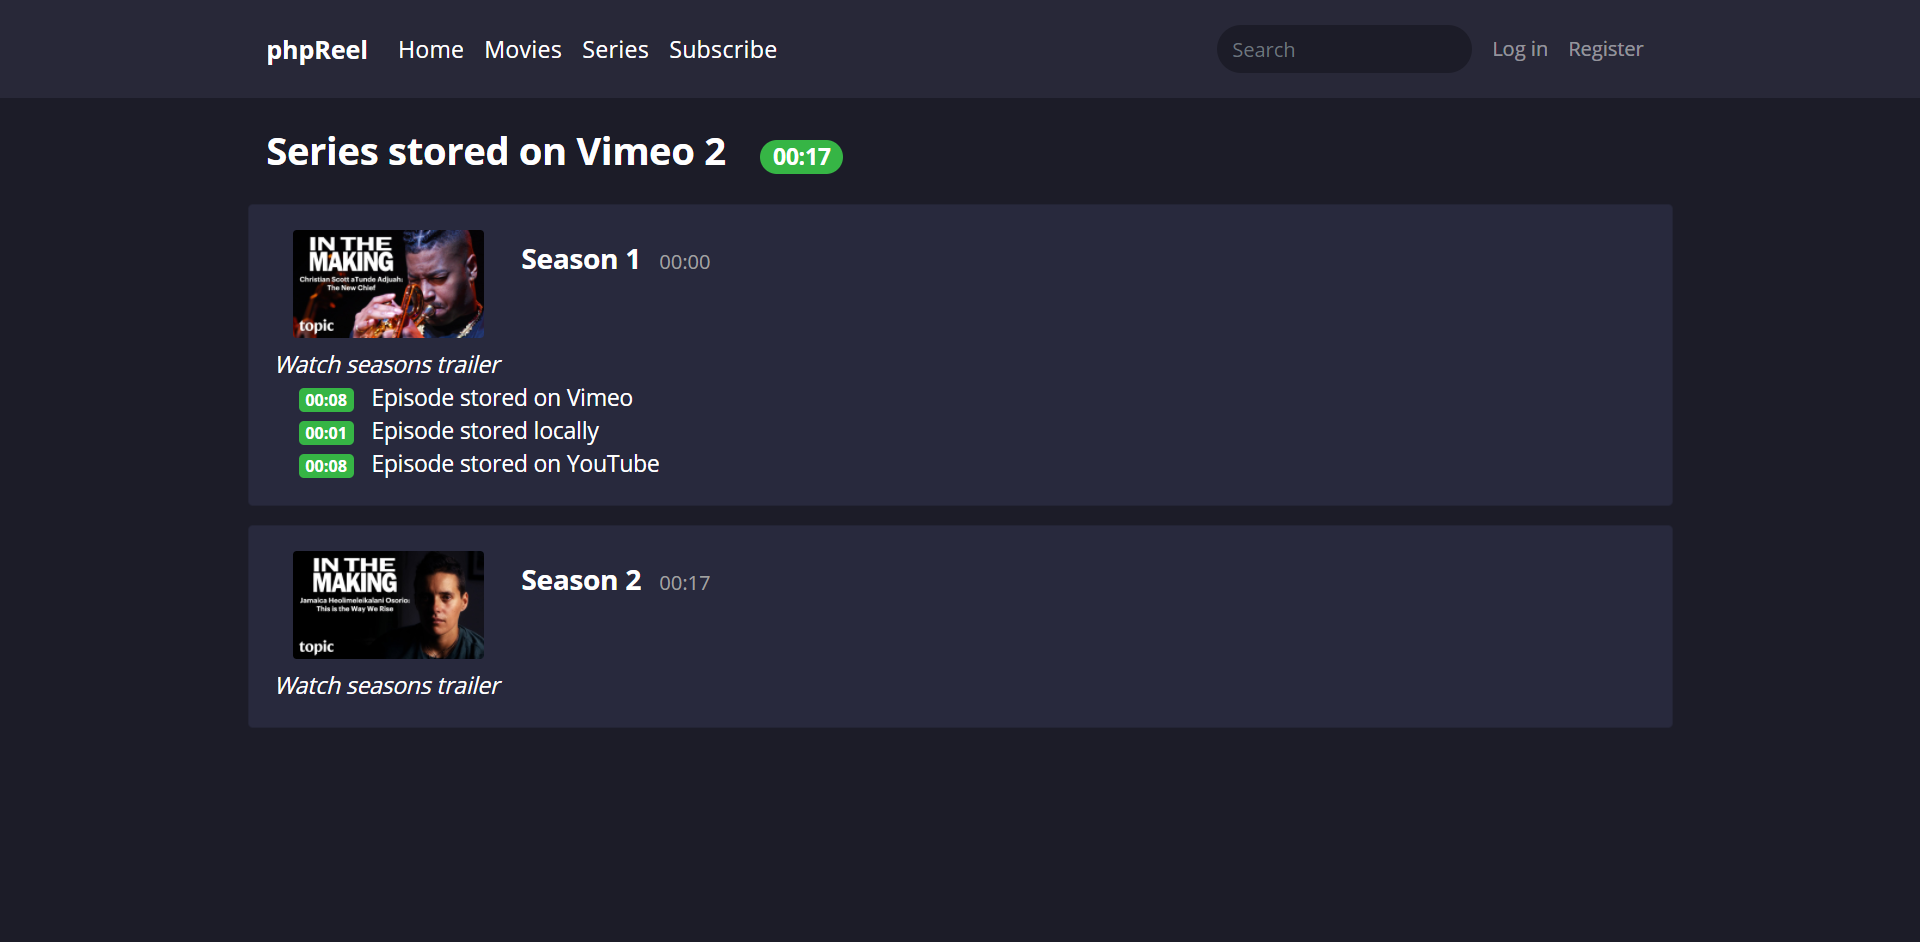 phpReel Home Movies Series Subscribe Search Log in Register
Series stored on Vimeo 2 00:17
IN THE
MAKING
Christian Scott aTunde Adjuah:
The New Chief
topic
Season 1 00:00
Watch seasons trailer
00:08 Episode stored on Vimeo
00:01 Episode stored locally
00:08 Episode stored on YouTube
IN THE
MAKING
Jamaica Heolimeleikalani Osorio:
This is the Way We Rise
topic
Season 2 00:17
Watch seasons trailer